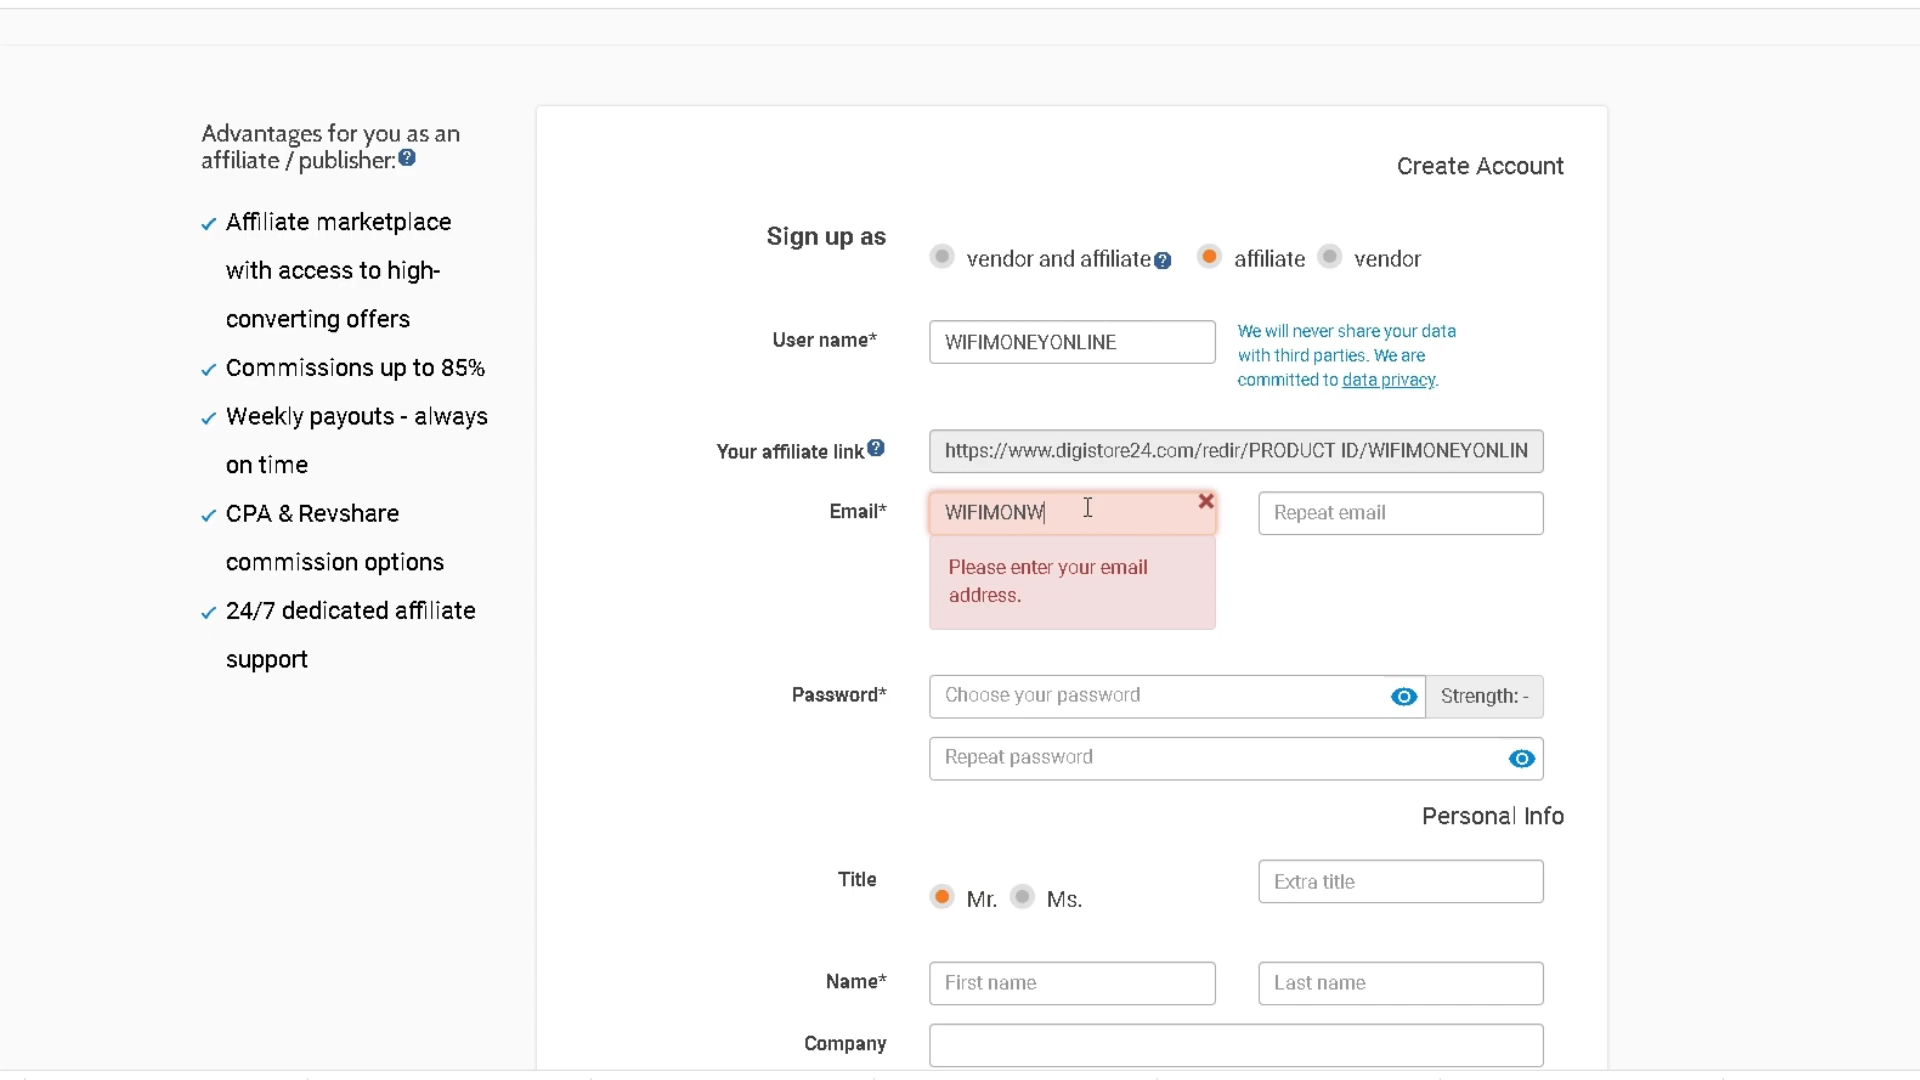 Advantages for you as an
affiliate / publisher:
Affiliate marketplace
with access to high-
converting offers
Commissions up to 85%
Weekly payouts - always
on time
CPA & Revshare
commission options
24/7 dedicated affiliate
support
Create Account
Sign up as
vendor and affiliate affiliate vendor
User name* WIFIMONEYONLINE
We will never share your data
with third parties. We are
committed to data privacy.
Your affiliate link https://www.digistore24.com/redir/PRODUCT ID/WIFIMONEYONLIN
Email* WIFIMONW Repeat email
Please enter your email
address.
Password* Choose your password Strength: -
Repeat password
Personal Info
Title Mr. Ms. Extra title
Name* First name Last name
Company